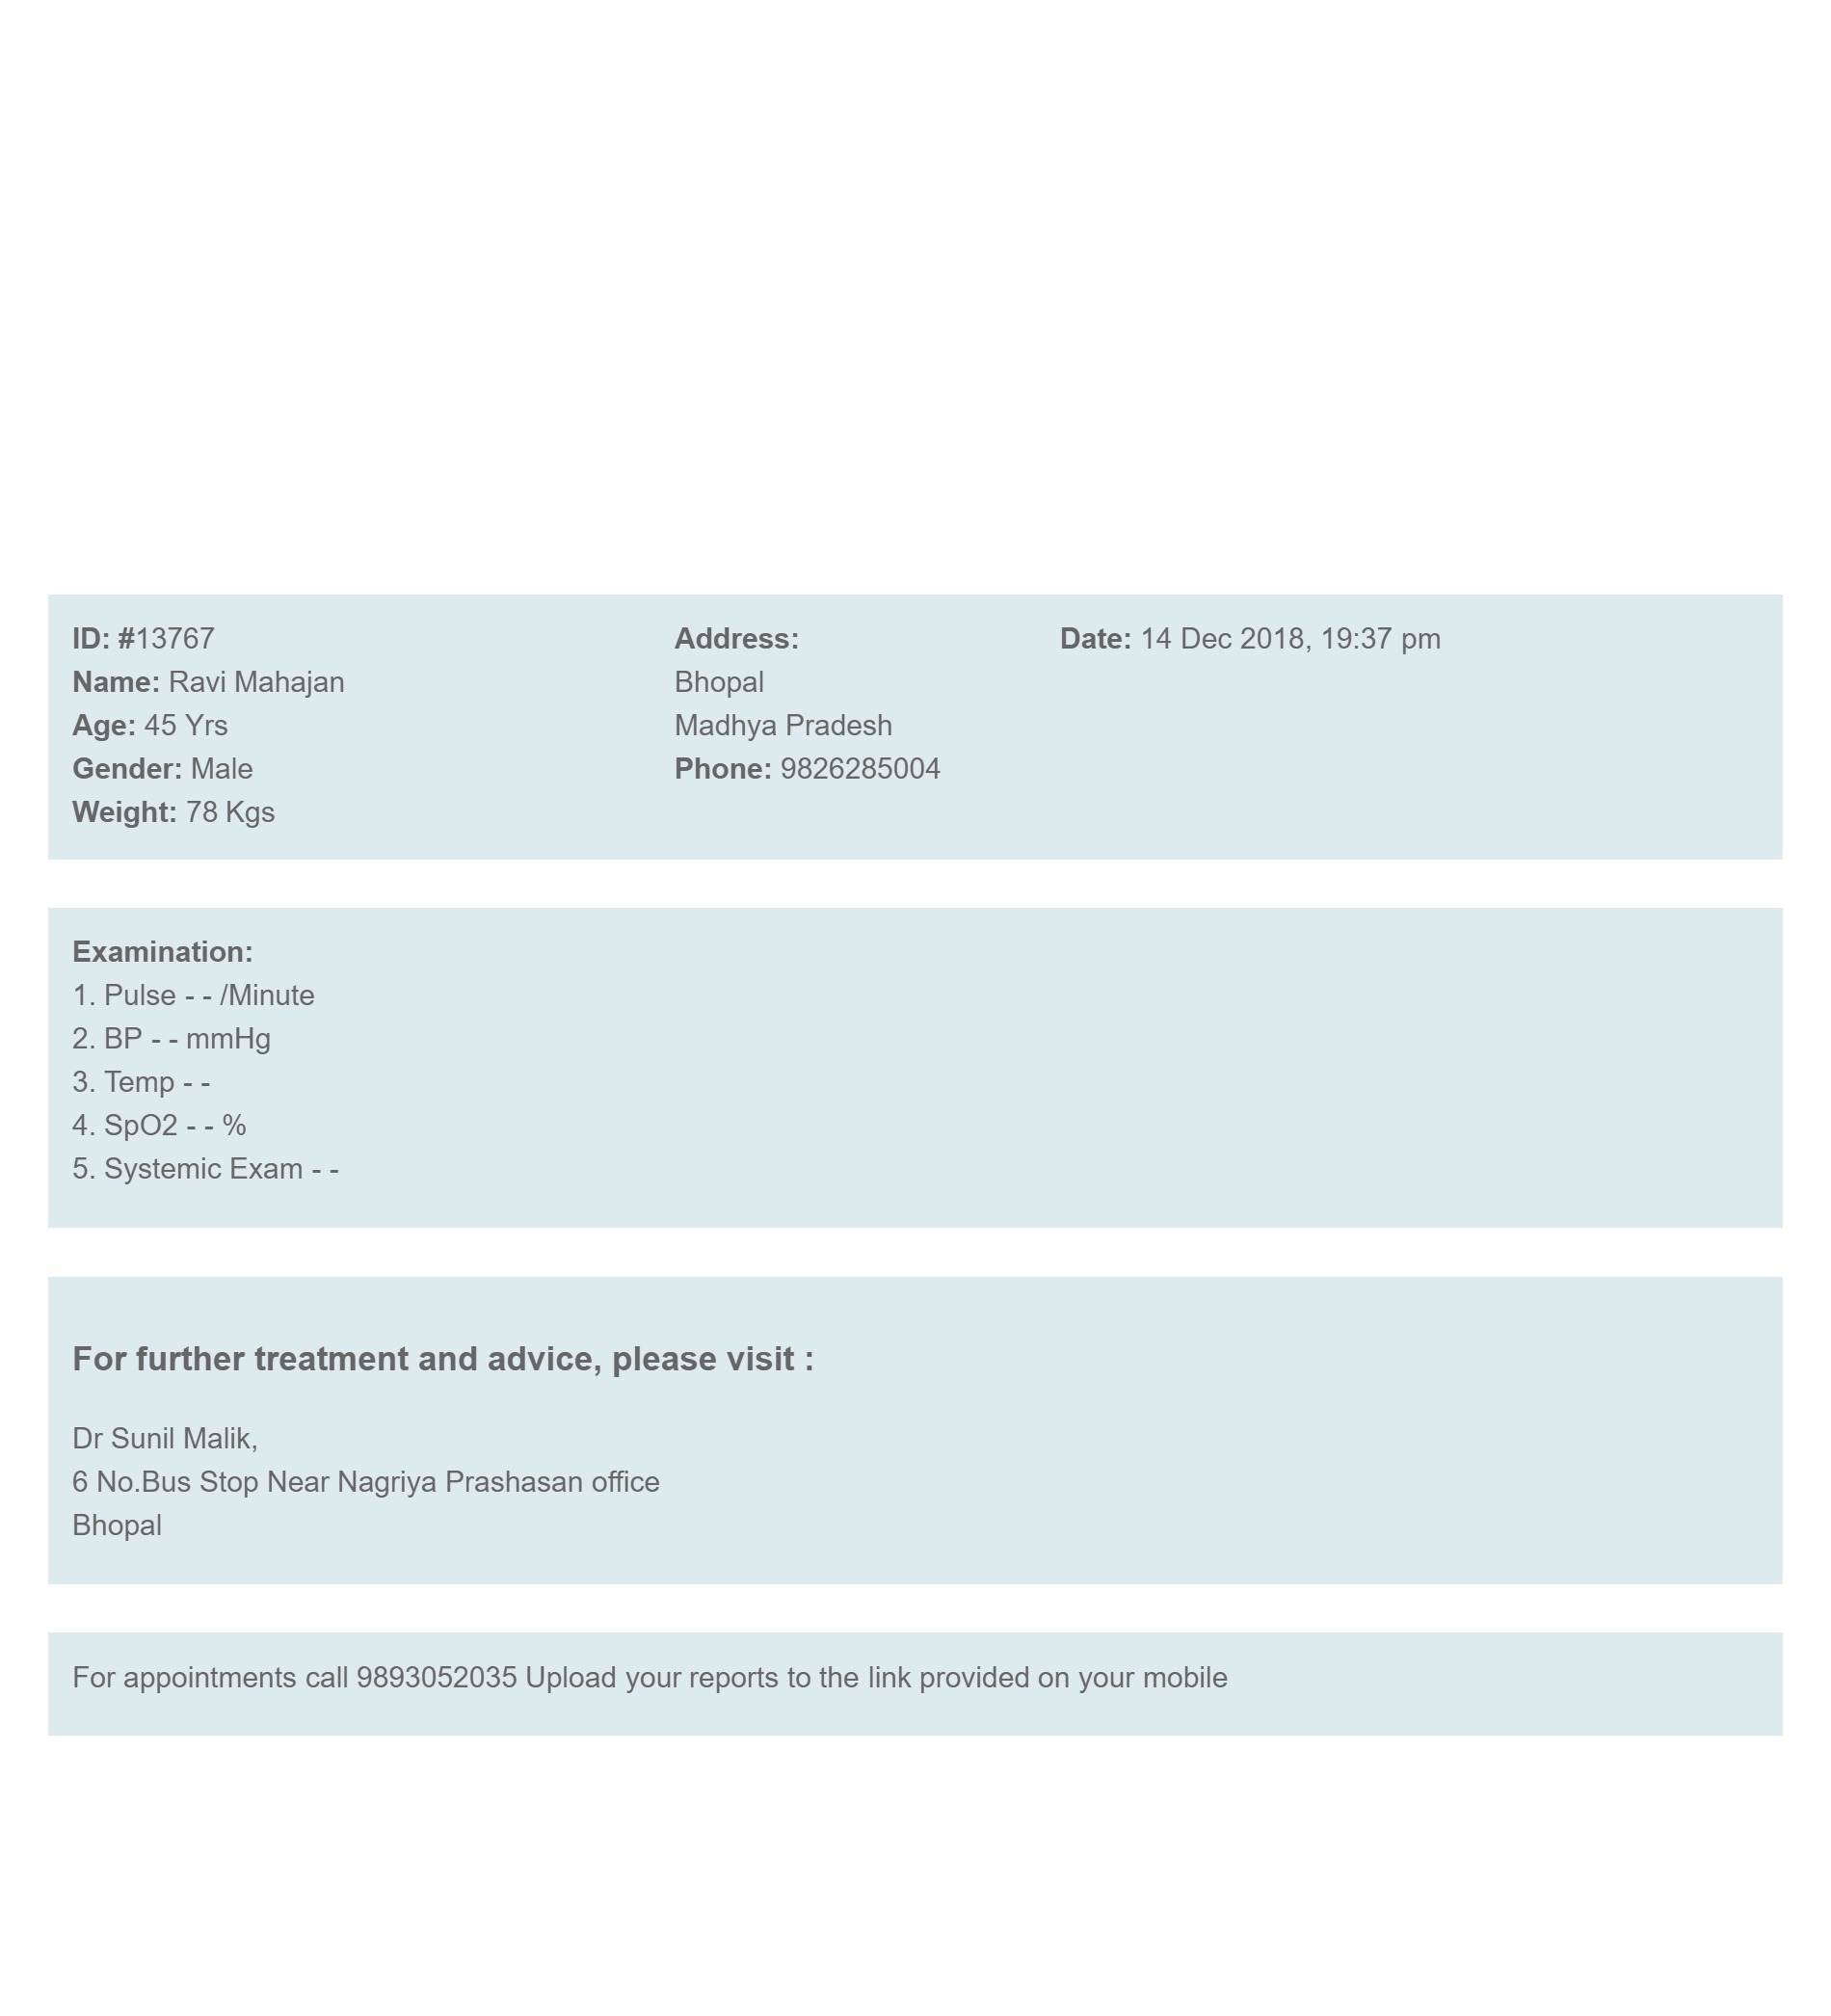 ID: #13767
Name: Ravi Mahajan
Age: 45 Yrs
Gender: Male
Weight: 78 Kgs
Address:
Bhopal
Madhya Pradesh
Phone: 9826285004
Date: 14 Dec 2018, 19:37 pm
Examination:
1. Pulse - - /Minute
2. BP - - mmHg
3. Temp - -
4. SpO2 - - %
5. Systemic Exam - -
For further treatment and advice, please visit :
Dr Sunil Malik,
6 No.Bus Stop Near Nagriya Prashasan office
Bhopal
For appointments call 9893052035 Upload your reports to the link provided on your mobile